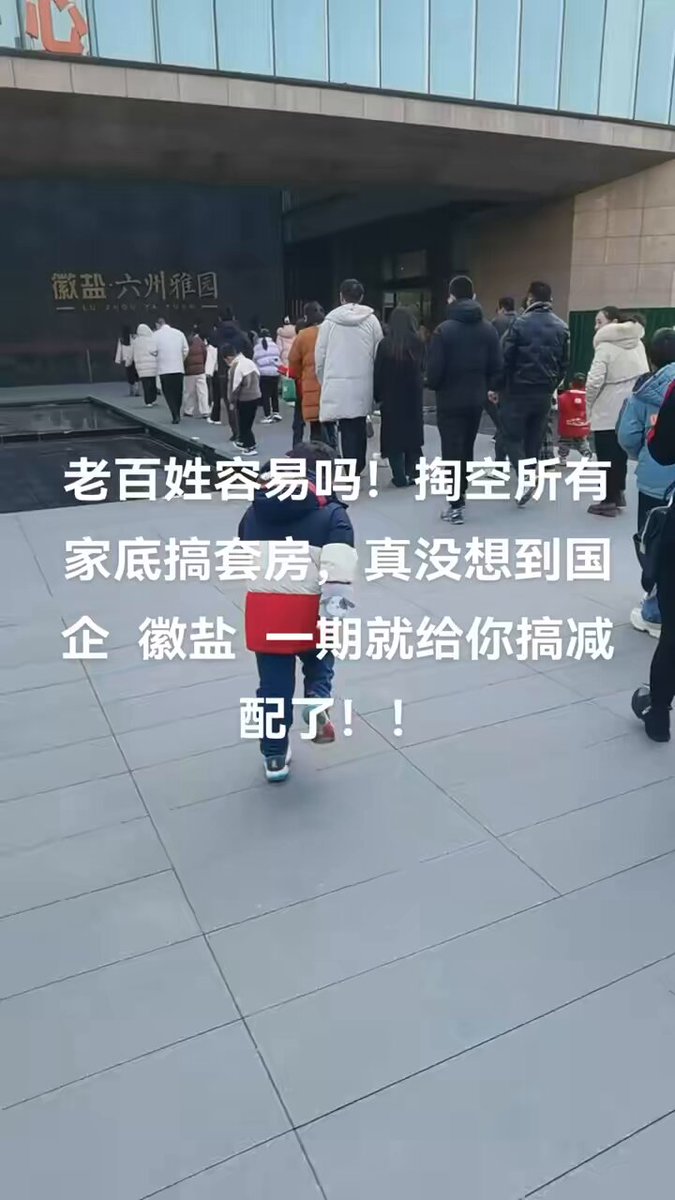 心
徽盐·六州雅园
LU ZHOU YA YUAN
老百姓容易吗！掏空所有
家底搞套房，真没想到国
企 徽盐 一期就给你搞减
配了！！